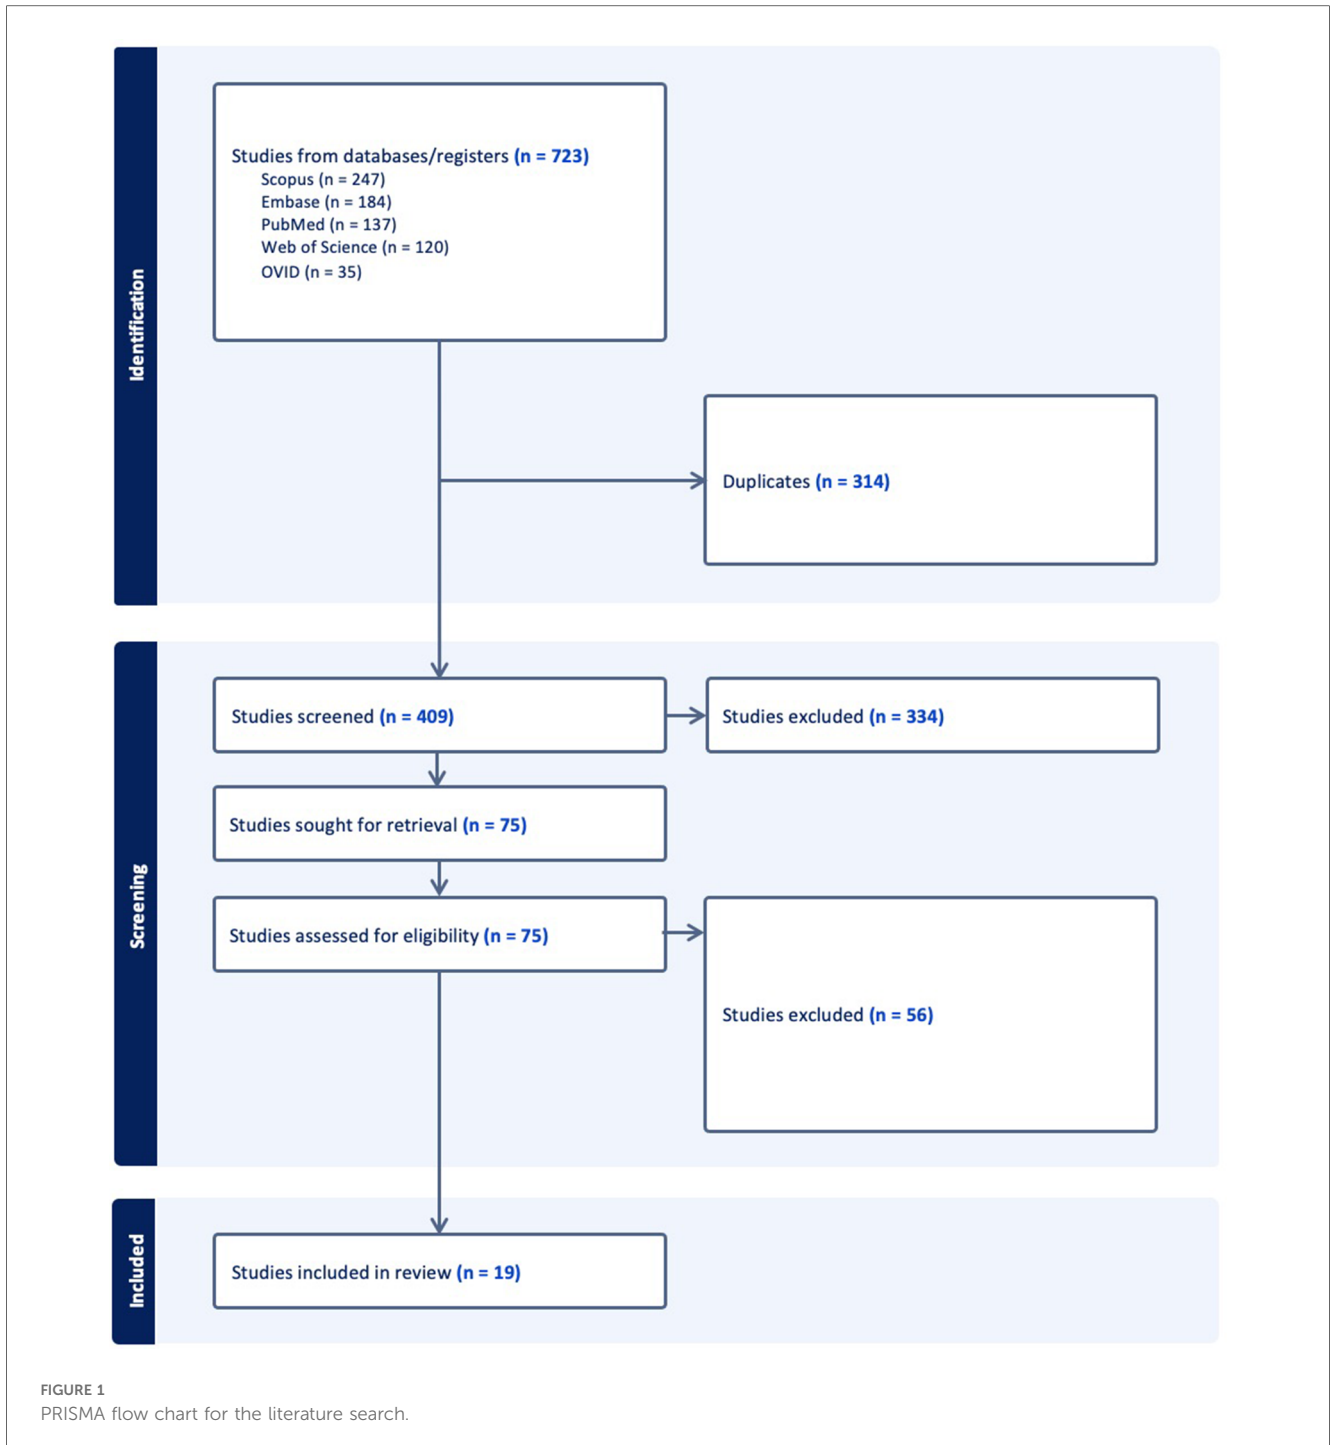 Identification
Studies from databases/registers (n = 723)
Scopus (n = 247)
Embase (n = 184)
PubMed (n = 137)
Web of Science (n = 120)
OVID (n = 35)
Duplicates (n = 314)
Screening
Studies screened (n = 409)
Studies excluded (n = 334)
Studies sought for retrieval (n = 75)
Studies assessed for eligibility (n = 75)
Studies excluded (n = 56)
Included
Studies included in review (n = 19)
FIGURE 1
PRISMA flow chart for the literature search.